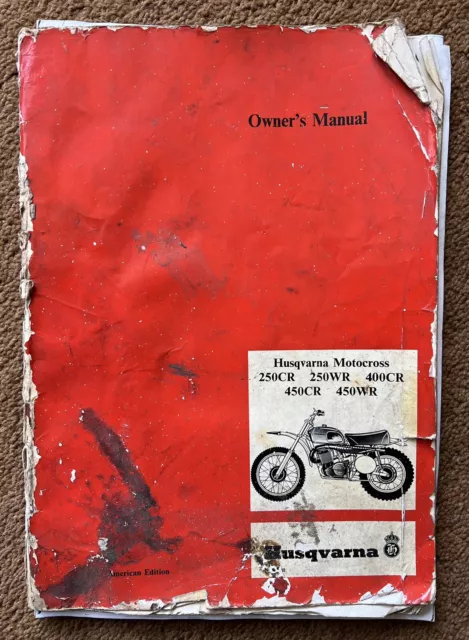 Owner's Manual
Husqvarna Motocross
250CR 250WR 400CR
450CR 450WR
Husqvarna
American Edition